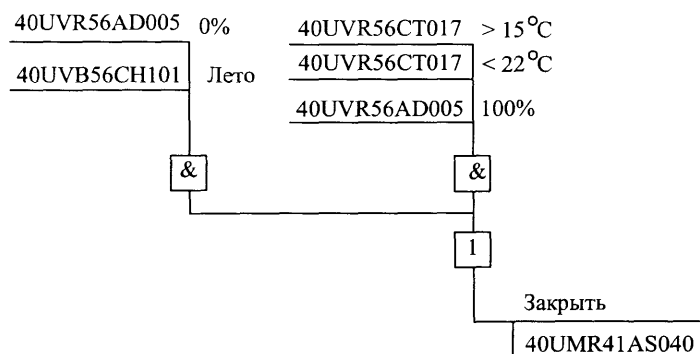 40UVR56AD005 0%
40UVB56CH101 Лето
40UVR56CT017 > 15°C
40UVR56CT017 < 22°C
40UVR56AD005 100%
&
&
1
Закрыть
40UMR41AS040